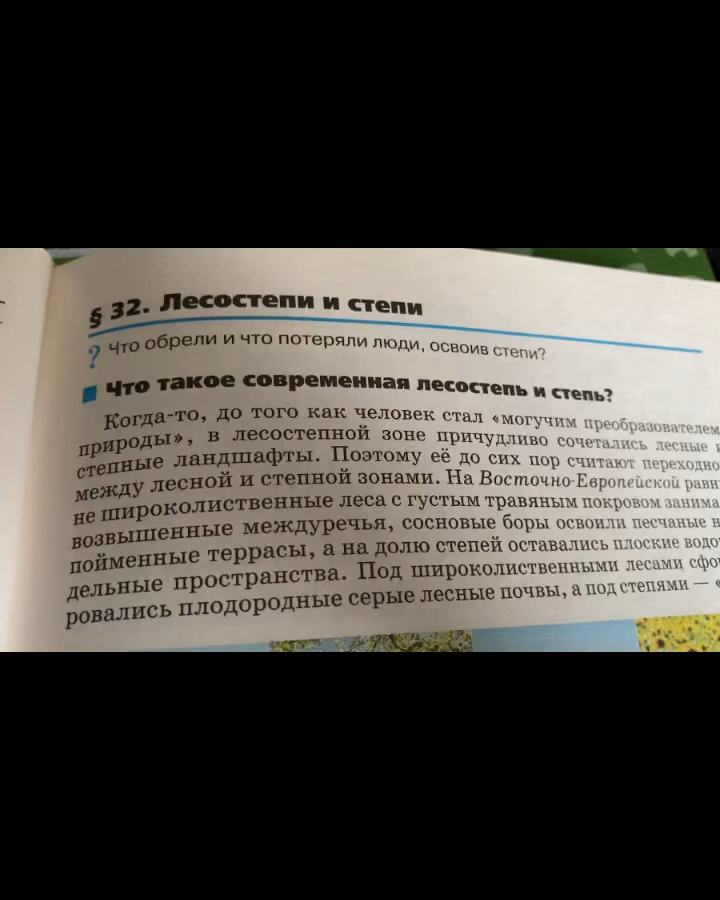 § 32. Лесостепи и степи
? Что обрели и что потеряли люди, освоив степи?
Что такое современная лесостепь и степь?
Когда-то, до того как человек стал «могучим преобразователем
природы», в лесостепной зоне причудливо сочетались лесные и
степные ландшафты. Поэтому её до сих пор считают переходно
между лесной и степной зонами. На Восточно-Европейской равн
не широколиственные леса с густым травяным покровом занима
возвышенные междуречья, сосновые боры освоили песчаные н
пойменные террасы, а на долю степей оставались плоские водо
дельные пространства. Под широколиственными лесами сфо
ровались плодородные серые лесные почвы, а под степями — «